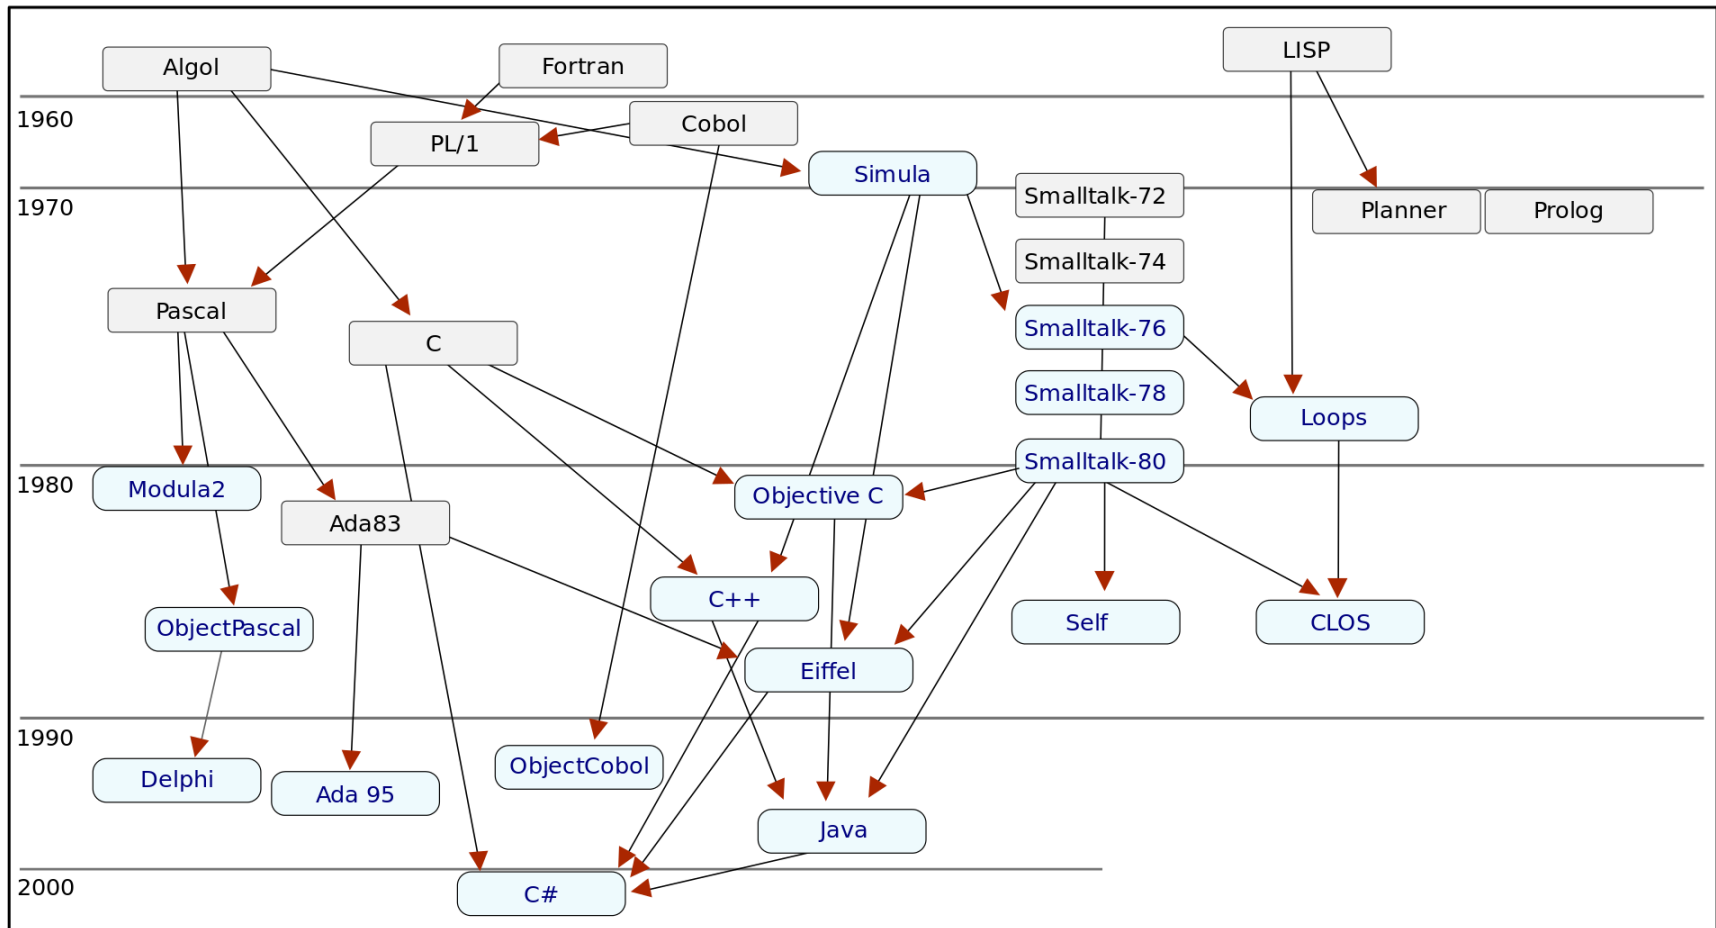 Algol
Fortran
LISP
1960
Cobol
PL/1
Simula
Smalltalk-72
1970
Planner
Prolog
Smalltalk-74
Pascal
Smalltalk-76
C
Smalltalk-78
Loops
Smalltalk-80
1980
Modula2
Objective C
Ada83
C++
Self
CLOS
ObjectPascal
Eiffel
1990
ObjectCobol
Delphi
Ada 95
Java
2000
C#